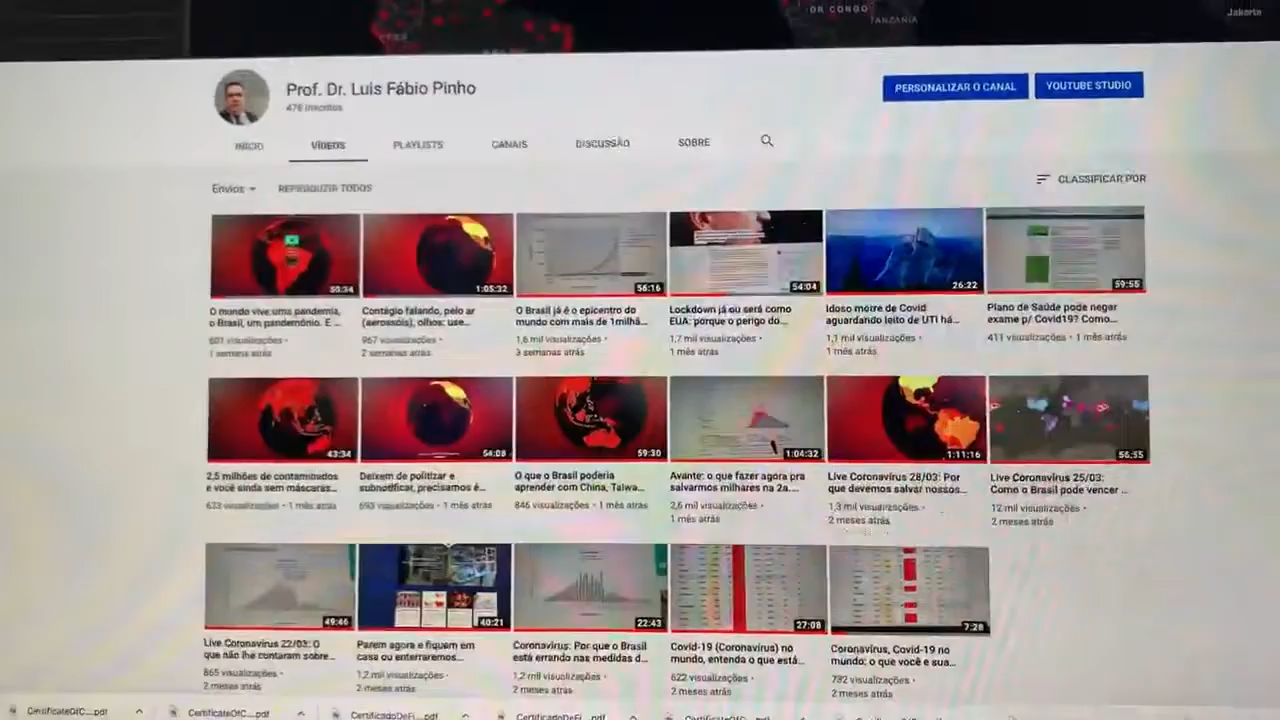 DR CONGO
TANZANIA
Jakarta
Prof. Dr. Luis Fábio Pinho
476 inscritos
PERSONALIZAR O CANAL
YOUTUBE STUDIO
INÍCIO
VÍDEOS
PLAYLISTS
CANAIS
DISCUSSÃO
SOBRE
Envios
REPRODUZIR TODOS
CLASSIFICAR POR
50:34
1:05:32
56:16
54:04
26:22
59:55
O mundo vive uma pandemia,
o Brasil, um pandemônio. E ...
601 visualizações •
1 semana atrás
Contágio falando, pelo ar
(aerossóis), olhos: use...
967 visualizações •
2 semanas atrás
O Brasil já é o epicentro do
mundo com mais de 1milhã...
1,6 mil visualizações •
3 semanas atrás
Lockdown já ou será como
EUA: porque o perigo do...
1,7 mil visualizações •
1 mês atrás
Idoso morre de Covid
aguardando leito de UTI há...
1,1 mil visualizações •
1 mês atrás
Plano de Saúde pode negar
exame p/ Covid19? Como...
411 visualizações • 1 mês atrás
43:34
54:08
59:30
1:04:32
1:11:16
56:55
2,5 milhões de contaminados
e você ainda sem máscaras...
633 visualizações • 1 mês atrás
Deixem de politizar e
subnotificar, precisamos é...
693 visualizações • 1 mês atrás
O que o Brasil poderia
aprender com China, Taiwa...
846 visualizações • 1 mês atrás
Avante: o que fazer agora pra
salvarmos milhares na 2a....
2,6 mil visualizações •
1 mês atrás
Live Coronavírus 28/03: Por
que devemos salvar nossos...
1,3 mil visualizações •
2 meses atrás
Live Coronavirus 25/03:
Como o Brasil pode vencer ...
12 mil visualizações •
2 meses atrás
49:46
40:21
22:43
27:08
7:28
Live Coronavírus 22/03: O
que não lhe contaram sobre...
865 visualizações •
2 meses atrás
Parem agora e fiquem em
casa ou enterraremos...
1,2 mil visualizações •
2 meses atrás
Coronavírus: Por que o Brasil
está errando nas medidas d...
1,2 mil visualizações •
2 meses atrás
Covid-19 (Coronavírus) no
mundo, entenda o que está...
622 visualizações •
2 meses atrás
Coronavírus, Covid-19 no
mundo: o que você e sua...
782 visualizações •
2 meses atrás
CertificateOfC....pdf
CertificateOfC....pdf
CertificadoDeFi....pdf
CertificadoDeFi....pdf
CertificateOfC....pdf